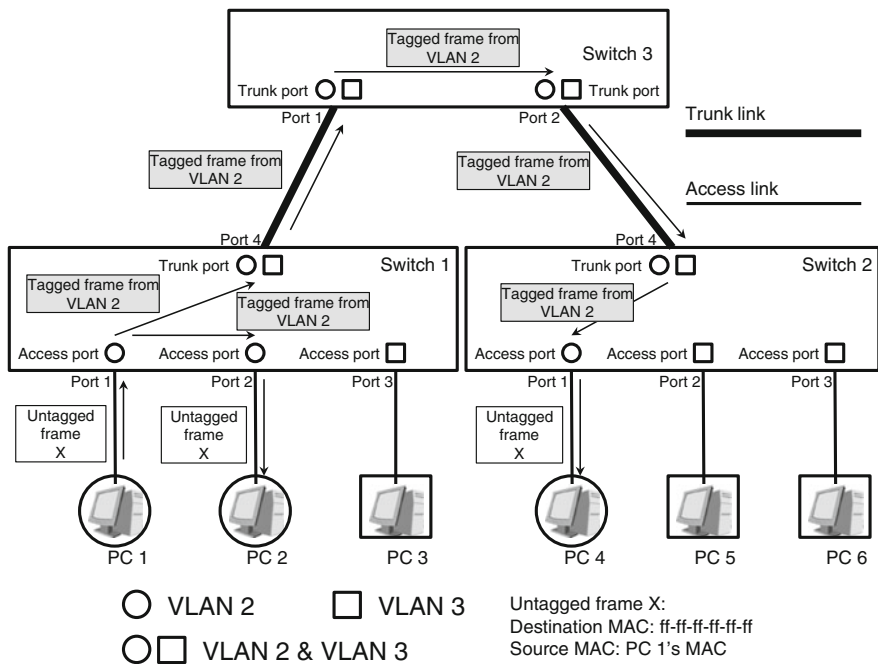 Tagged frame from
VLAN 2
Switch 3
Trunk port
Trunk port
Port 1
Port 2
Trunk link
Tagged frame from
VLAN 2
Tagged frame from
VLAN 2
Access link
Port 4
Port 4
Trunk port
Switch 1
Trunk port
Switch 2
Tagged frame from
VLAN 2
Tagged frame from
VLAN 2
Tagged frame from
VLAN 2
Access port
Access port
Access port
Access port
Access port
Access port
Port 1
Port 2
Port 3
Port 1
Port 2
Port 3
Untagged
frame
X
Untagged
frame
X
Untagged
frame
X
PC 1
PC 2
PC 3
PC 4
PC 5
PC 6
VLAN 2
VLAN 3
VLAN 2 & VLAN 3
Untagged frame X:
Destination MAC: ff-ff-ff-ff-ff-ff
Source MAC: PC 1's MAC